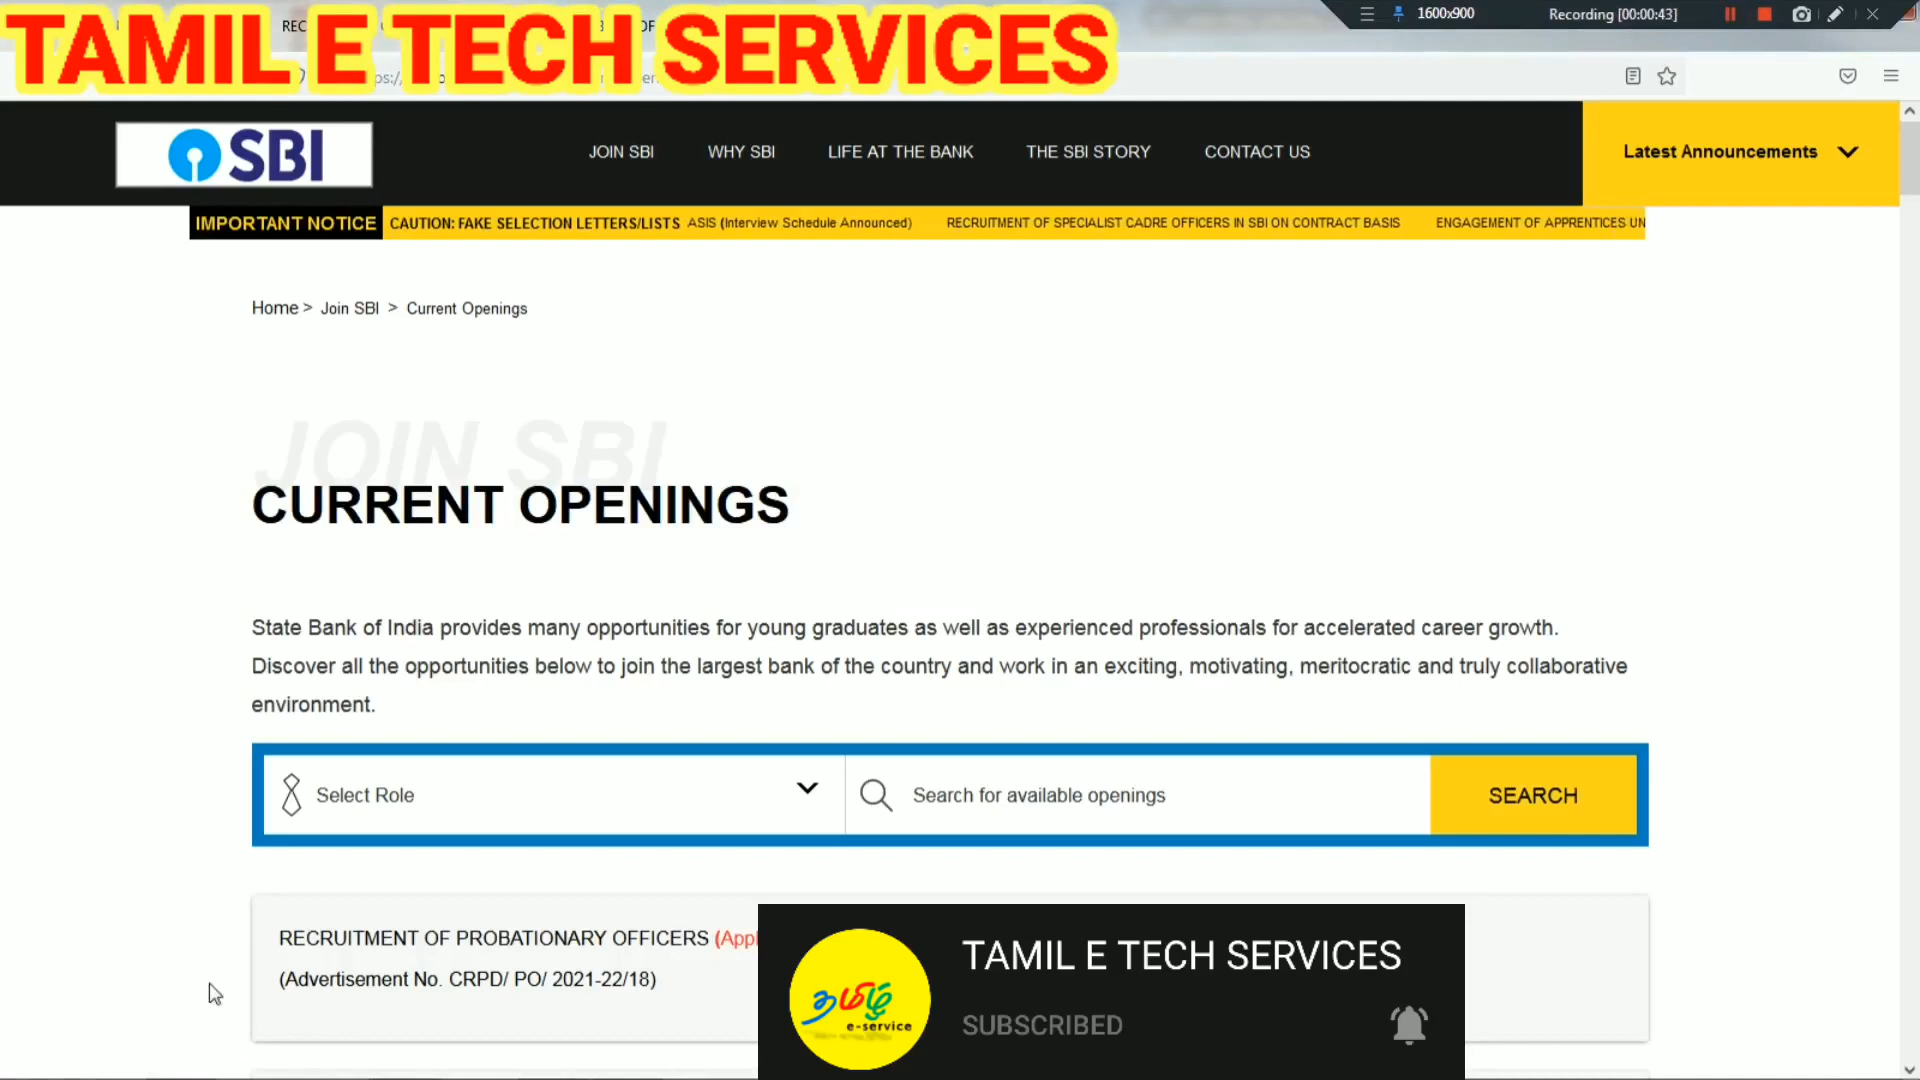 TAMIL E TECH SERVICES
1600x900
Recording [00:00:43]
SBI
JOIN SBI
WHY SBI
LIFE AT THE BANK
THE SBI STORY
CONTACT US
Latest Announcements
IMPORTANT NOTICE
CAUTION: FAKE SELECTION LETTERS/LISTS
ASIS (Interview Schedule Announced)
RECRUITMENT OF SPECIALIST CADRE OFFICERS IN SBI ON CONTRACT BASIS
ENGAGEMENT OF APPRENTICES UN
Home > Join SBI > Current Openings
JOIN SBI
CURRENT OPENINGS
State Bank of India provides many opportunities for young graduates as well as experienced professionals for accelerated career growth.
Discover all the opportunities below to join the largest bank of the country and work in an exciting, motivating, meritocratic and truly collaborative
environment.
Select Role
Search for available openings
SEARCH
RECRUITMENT OF PROBATIONARY OFFICERS (Appl
(Advertisement No. CRPD/ PO/ 2021-22/18)
TAMIL E TECH SERVICES
SUBSCRIBED
தமிழ்
e-service